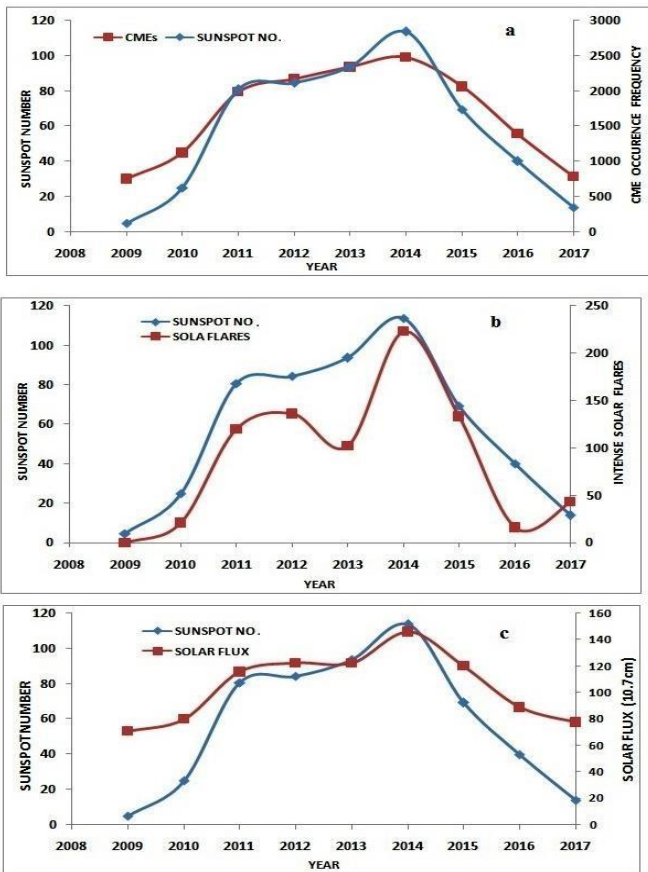 a
CMEs SUNSPOT NO.
120 100 80 60 40 20 0
SUNSPOT NUMBER
3000 2500 2000 1500 1000 500 0
CME OCCURENCE FREQUENCY
2008 2009 2010 2011 2012 2013 2014 2015 2016 2017
YEAR
b
SUNSPOT NO.
SOLA FLARES
120 100 80 60 40 20 0
SUNSPOT NUMBER
250 200 150 100 50 0
INTENSE SOLAR FLARES
2008 2009 2010 2011 2012 2013 2014 2015 2016 2017
YEAR
c
SUNSPOT NO.
SOLAR FLUX
120 100 80 60 40 20 0
SUNSPOT NUMBER
160 140 120 100 80 60 40 20 0
SOLAR FLUX (10.7cm)
2008 2009 2010 2011 2012 2013 2014 2015 2016 2017
YEAR